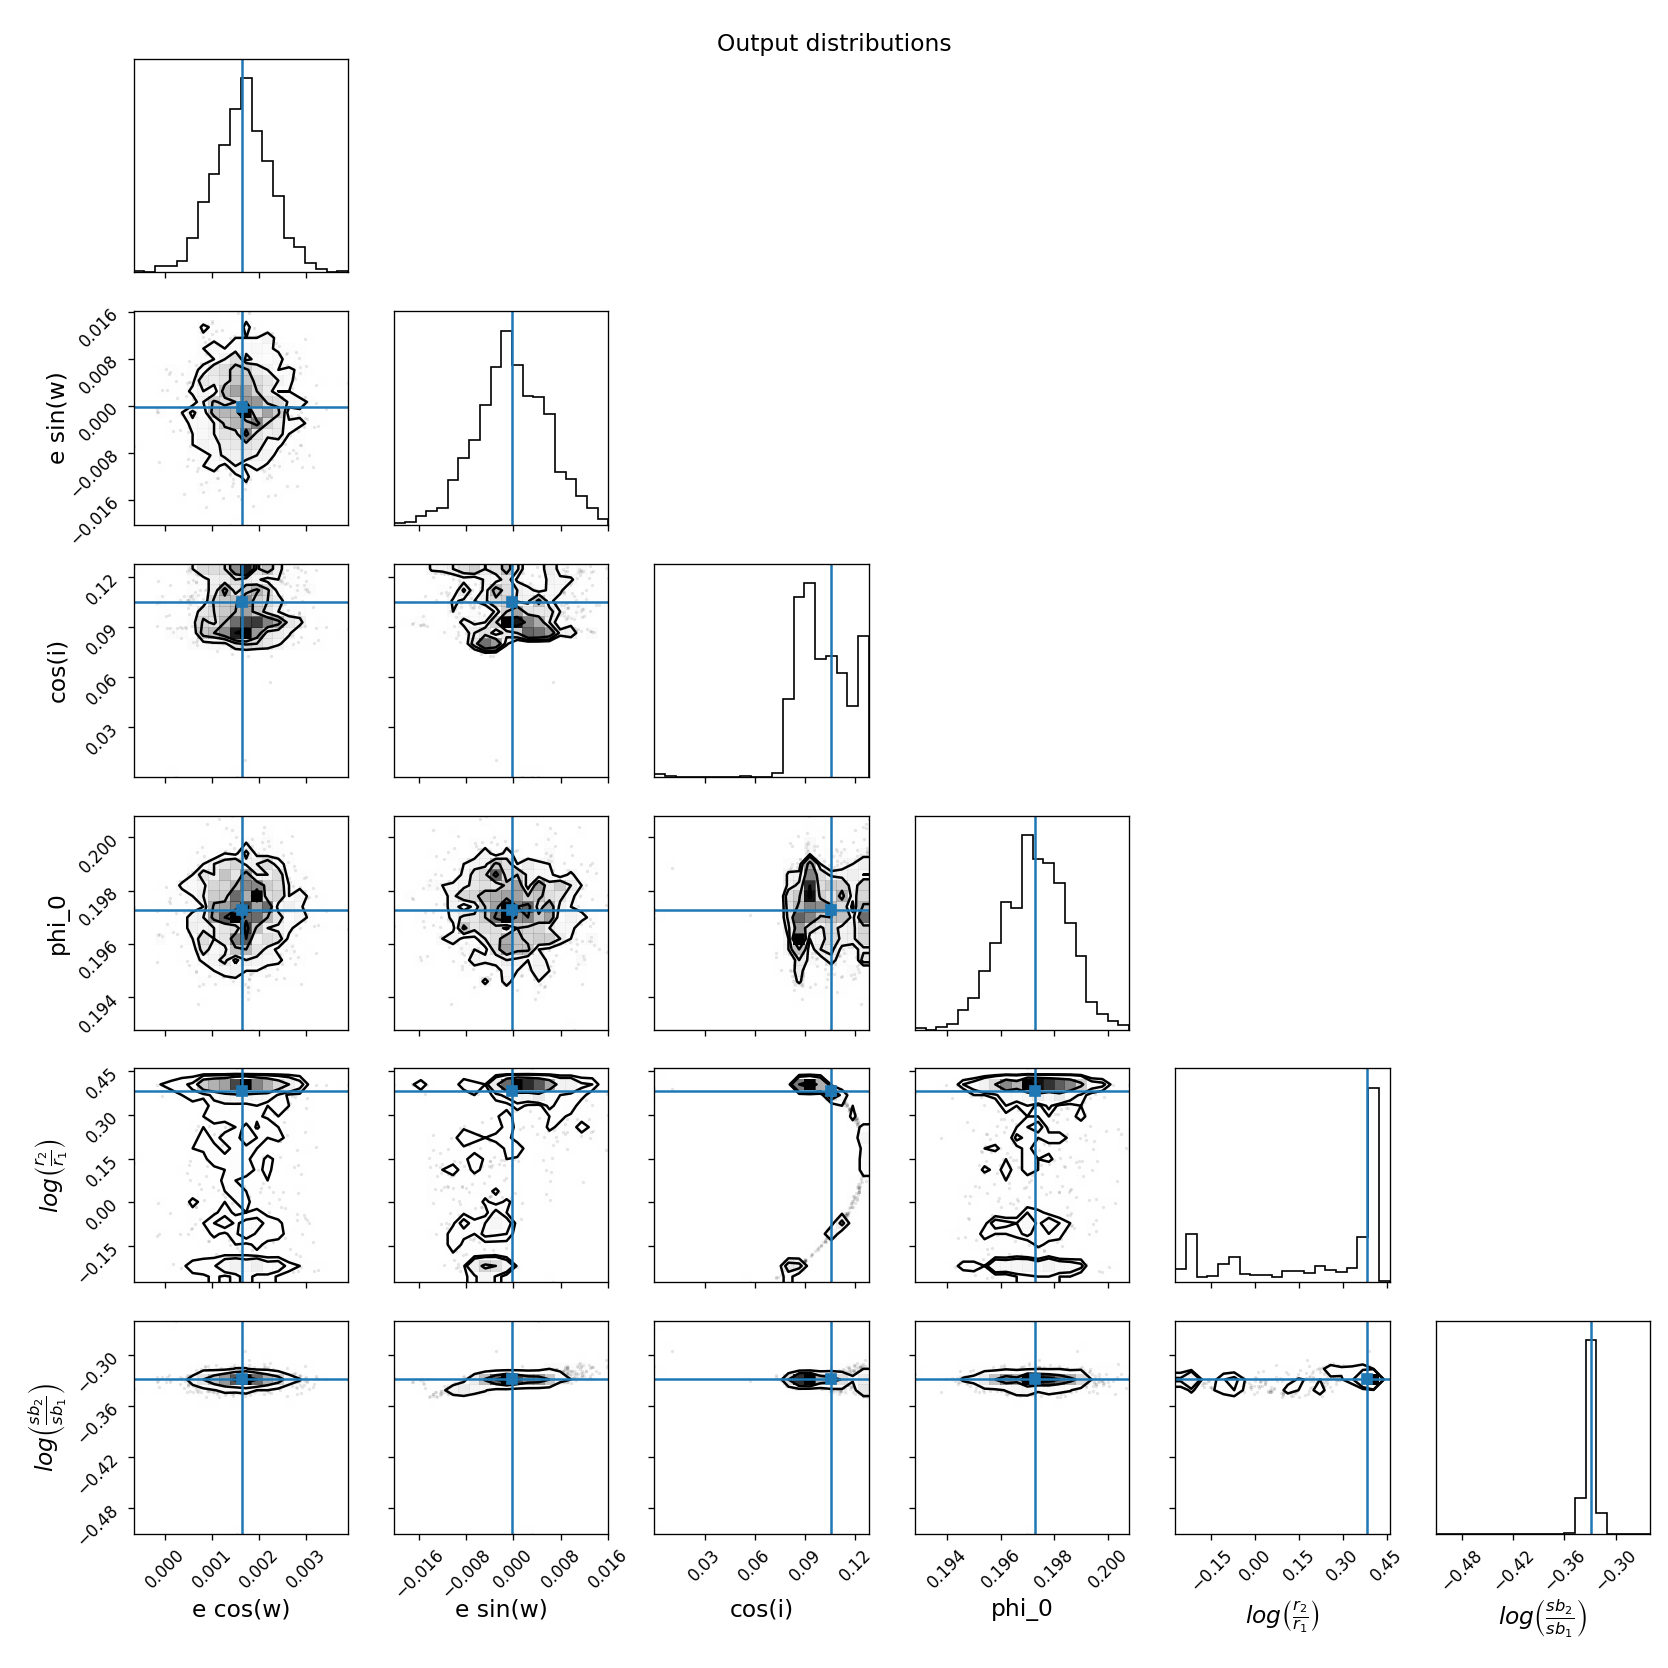 Output distributions
0.016
0.008
0.000
−0.008
−0.016
e sin(w)
0.12
0.09
0.06
0.03
cos(i)
0.200
0.198
0.196
0.194
phi_0
0.45
0.30
0.15
0.00
−0.15
log(r₂/r₁)
−0.30
−0.36
−0.42
−0.48
log(sb₂/sb₁)
0.000 0.001 0.002 0.003
e cos(w)
−0.016 −0.008 0.000 0.008 0.016
e sin(w)
0.03 0.06 0.09 0.12
cos(i)
0.194 0.196 0.198 0.200
phi_0
−0.15 0.00 0.15 0.30 0.45
log(r₂/r₁)
−0.48 −0.42 −0.36 −0.30
log(sb₂/sb₁)